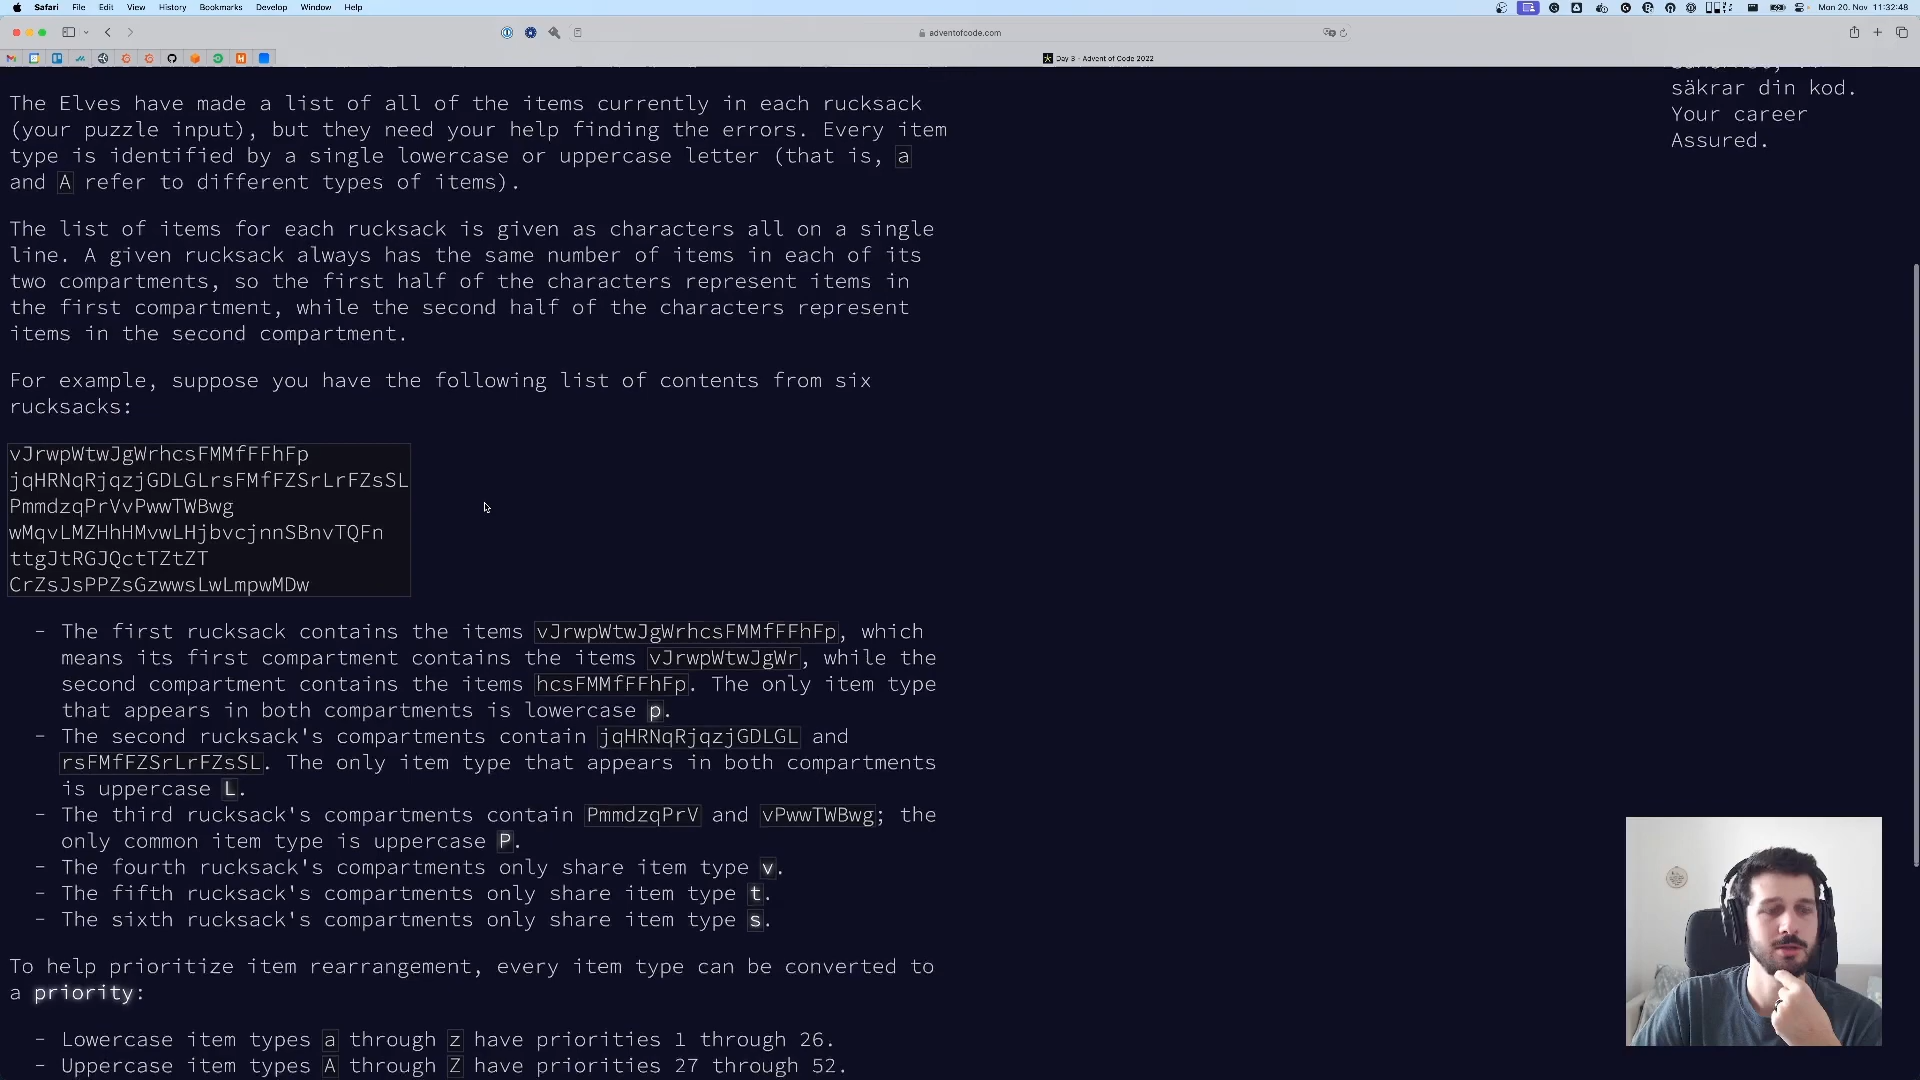 Safari File Edit View History Bookmarks Develop Window Help
Mon 20. Nov 11:32:48
adventofcode.com
Day 3 - Advent of Code 2022
säkrar din kod.
Your career
Assured.
The Elves have made a list of all of the items currently in each rucksack
(your puzzle input), but they need your help finding the errors. Every item
type is identified by a single lowercase or uppercase letter (that is, a
and A refer to different types of items).
The list of items for each rucksack is given as characters all on a single
line. A given rucksack always has the same number of items in each of its
two compartments, so the first half of the characters represent items in
the first compartment, while the second half of the characters represent
items in the second compartment.
For example, suppose you have the following list of contents from six
rucksacks:
vJrwpWtwJgWrhcsFMMfFFhFp
jqHRNqRjqzjGDLGLrsFMfFZSrLrFZsSL
PmmdzqPrVvPwwTWBwg
wMqvLMZHhHMvwLHjbvcjnnSBnvTQFn
ttgJtRGJQctTZtZT
CrZsJsPPZsGzwwsLwLmpwMDw
- The first rucksack contains the items vJrwpWtwJgWrhcsFMMfFFhFp, which
means its first compartment contains the items vJrwpWtwJgWr, while the
second compartment contains the items hcsFMMfFFhFp. The only item type
that appears in both compartments is lowercase p.
- The second rucksack's compartments contain jqHRNqRjqzjGDLGL and
rsFMfFZSrLrFZsSL. The only item type that appears in both compartments
is uppercase L.
- The third rucksack's compartments contain PmmdzqPrV and vPwwTWBwg; the
only common item type is uppercase P.
- The fourth rucksack's compartments only share item type v.
- The fifth rucksack's compartments only share item type t.
- The sixth rucksack's compartments only share item type s.
To help prioritize item rearrangement, every item type can be converted to
a priority:
- Lowercase item types a through z have priorities 1 through 26.
- Uppercase item types A through Z have priorities 27 through 52.